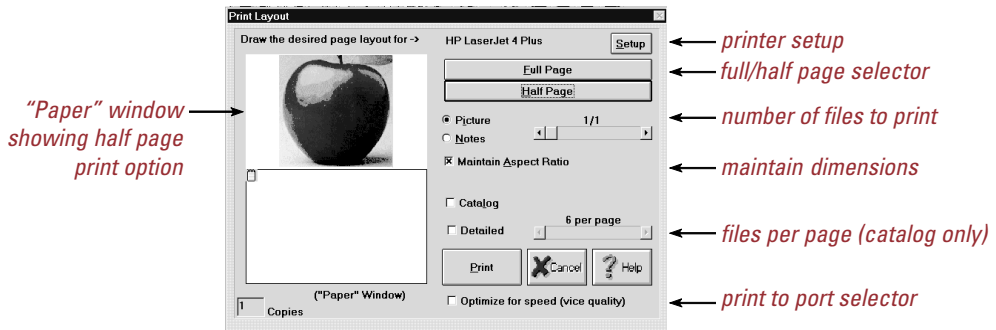 Print Layout
Draw the desired page layout for ->
HP LaserJet 4 Plus
Setup
printer setup
Full Page
full/half page selector
Half Page
"Paper" window
showing half page
print option
Picture
1/1
number of files to print
Notes
Maintain Aspect Ratio
maintain dimensions
Catalog
6 per page
Detailed
files per page (catalog only)
Print
Cancel
Help
("Paper" Window)
Optimize for speed (vice quality)
print to port selector
1
Copies